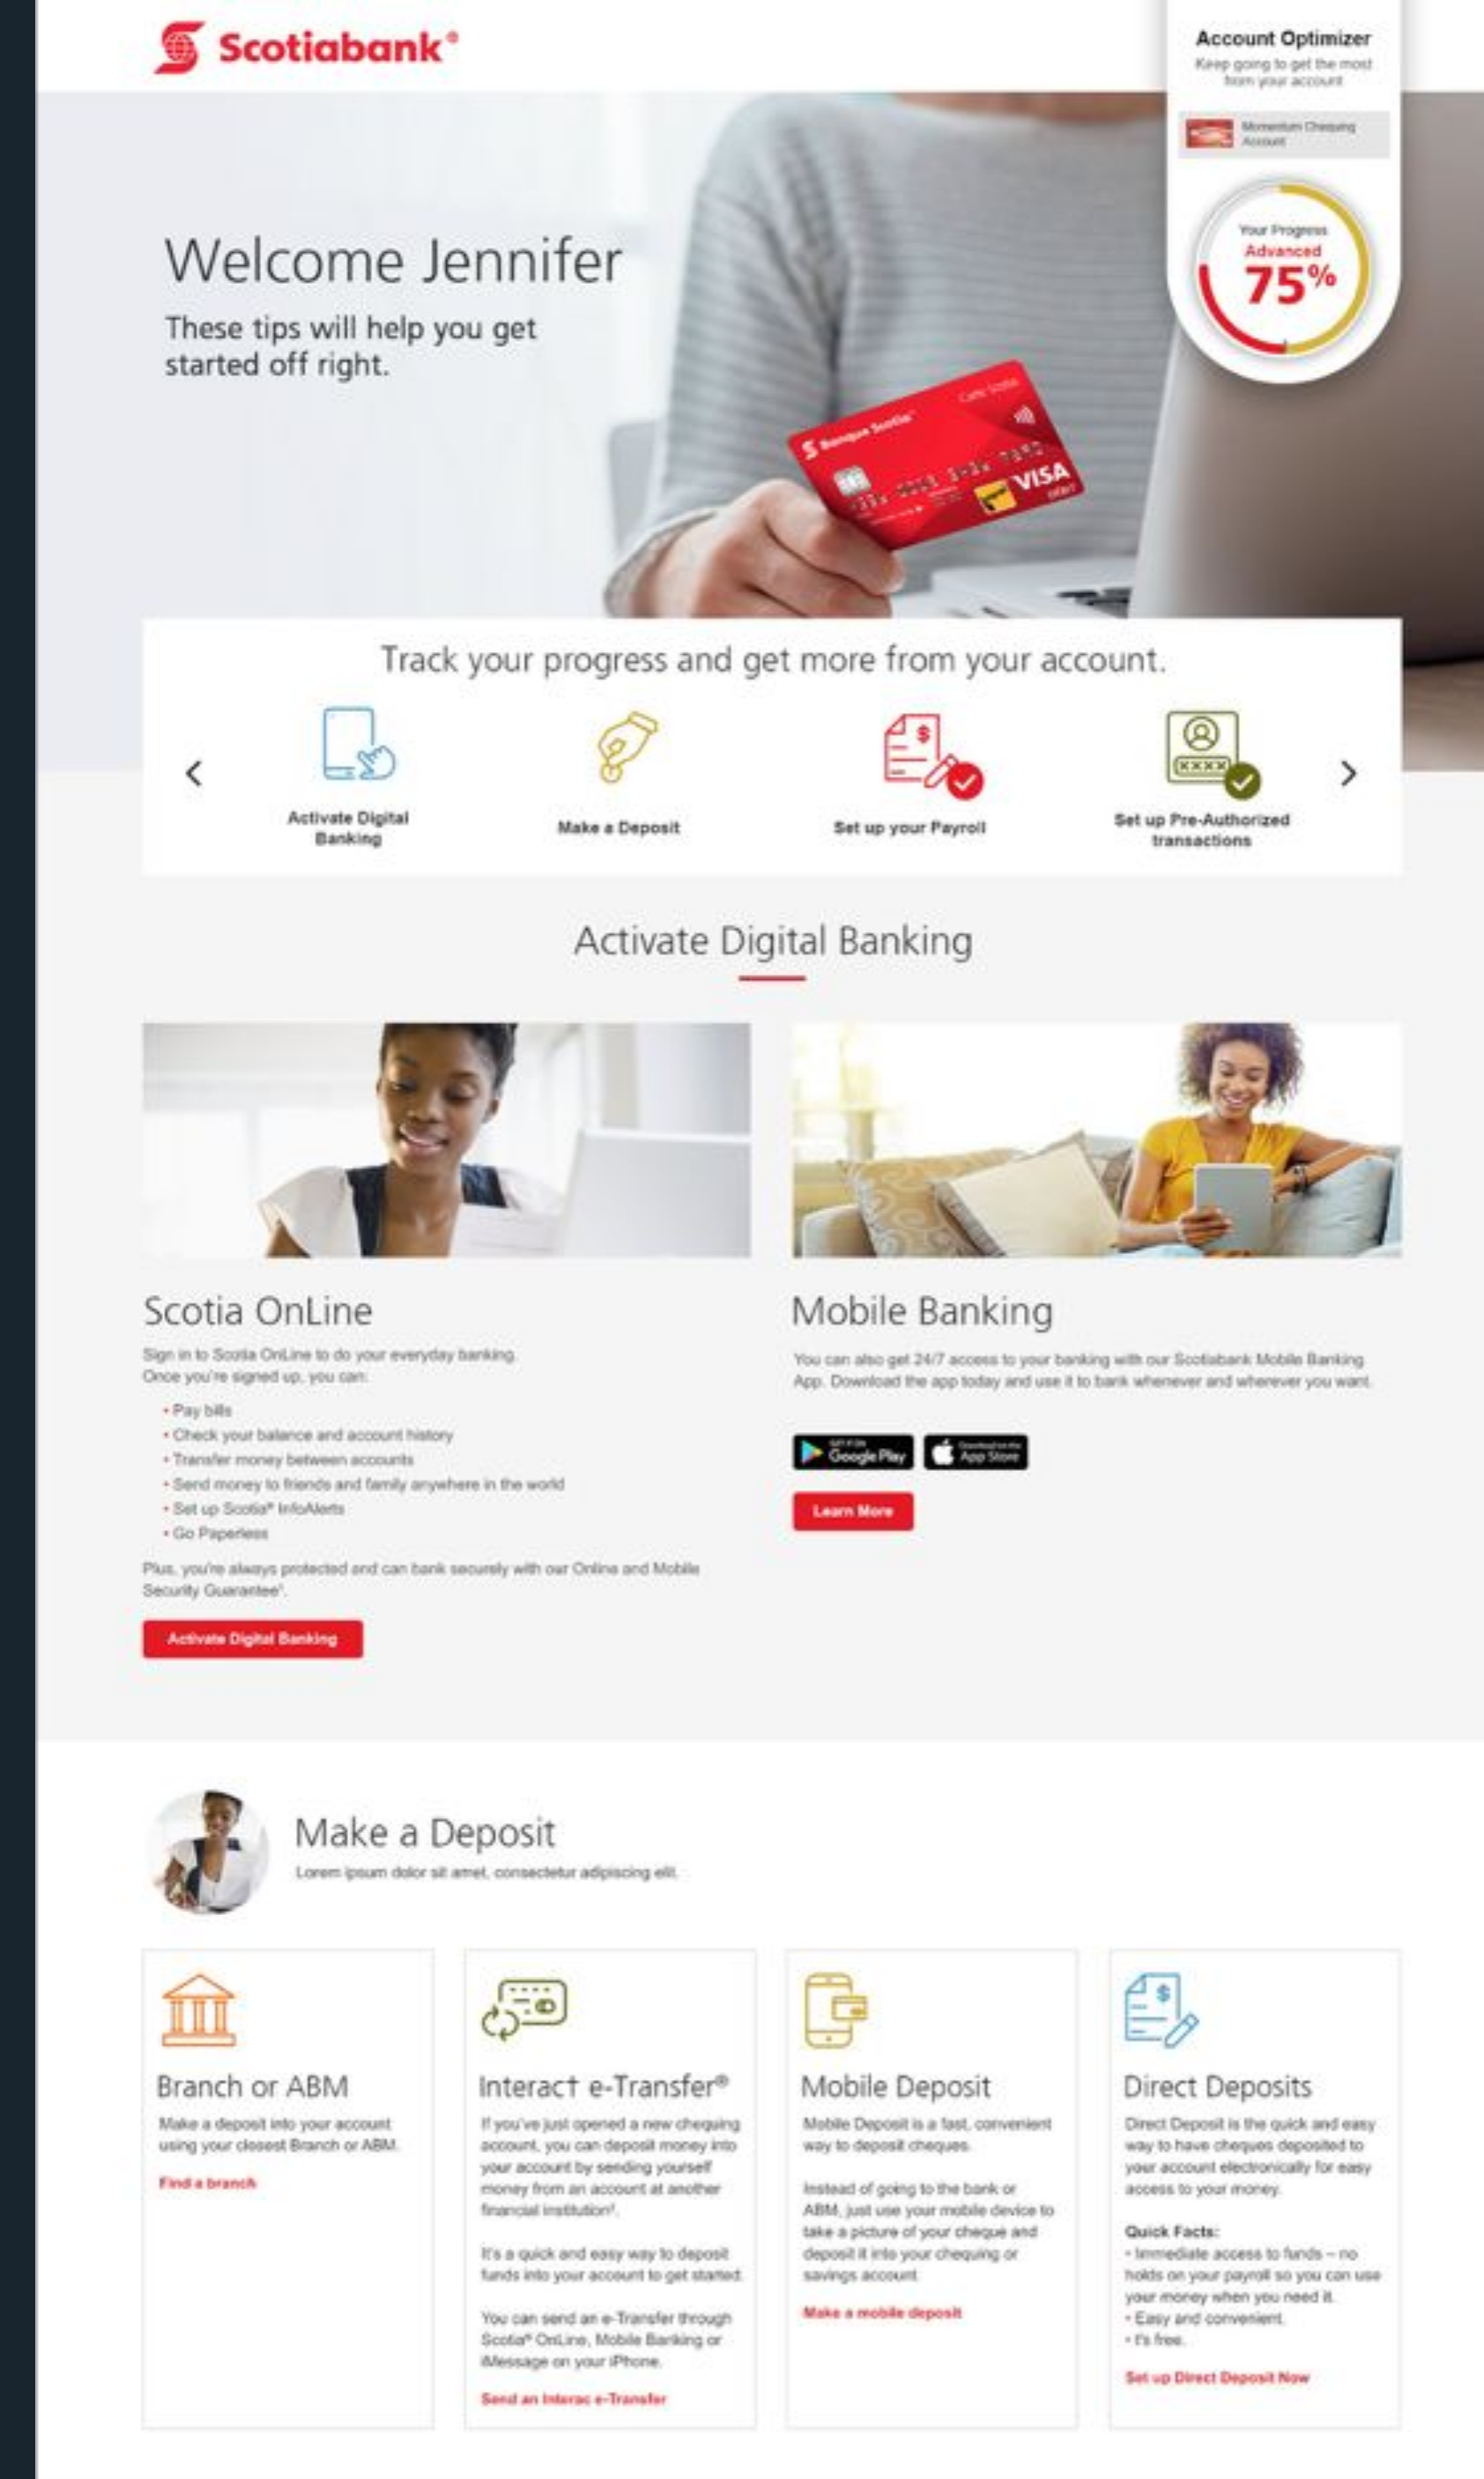 Scotiabank®
Account Optimizer
Keep going to get the most
from your account
Momentum Chequing
Account
Your Progress
Advanced
75%
Welcome Jennifer
These tips will help you get
started off right.
Carte Scotia
Banque Scotia
VISA
DEBIT
Track your progress and get more from your account.
Activate Digital
Banking
Make a Deposit
Set up your Payroll
XXXX
Set up Pre-Authorized
transactions
Activate Digital Banking
Scotia OnLine
Sign in to Scotia OnLine to do your everyday banking.
Once you're signed up, you can:
• Pay bills
• Check your balance and account history
• Transfer money between accounts
• Send money to friends and family anywhere in the world
• Set up Scotia® InfoAlerts
• Go Paperless
Plus, you're always protected and can bank securely with our Online and Mobile
Security Guarantee¹.
Activate Digital Banking
Mobile Banking
You can also get 24/7 access to your banking with our Scotiabank Mobile Banking
App. Download the app today and use it to bank whenever and wherever you want.
GET IT ON
Google Play
Download on the
App Store
Learn More
Make a Deposit
Lorem ipsum dolor sit amet, consectetur adipiscing elit.
Branch or ABM
Make a deposit into your account
using your closest Branch or ABM.
Find a branch
Interact e-Transfer®
If you've just opened a new chequing
account, you can deposit money into
your account by sending yourself
money from an account at another
financial institution².
It's a quick and easy way to deposit
funds into your account to get started.
You can send an e-Transfer through
Scotia® OnLine, Mobile Banking or
iMessage on your iPhone.
Send an Interac e-Transfer
Mobile Deposit
Mobile Deposit is a fast, convenient
way to deposit cheques.
Instead of going to the bank or
ABM, just use your mobile device to
take a picture of your cheque and
deposit it into your chequing or
savings account.
Make a mobile deposit
$
Direct Deposits
Direct Deposit is the quick and easy
way to have cheques deposited to
your account electronically for easy
access to your money.
Quick Facts:
• Immediate access to funds – no
holds on your payroll so you can use
your money when you need it.
• Easy and convenient.
• It's free.
Set up Direct Deposit Now